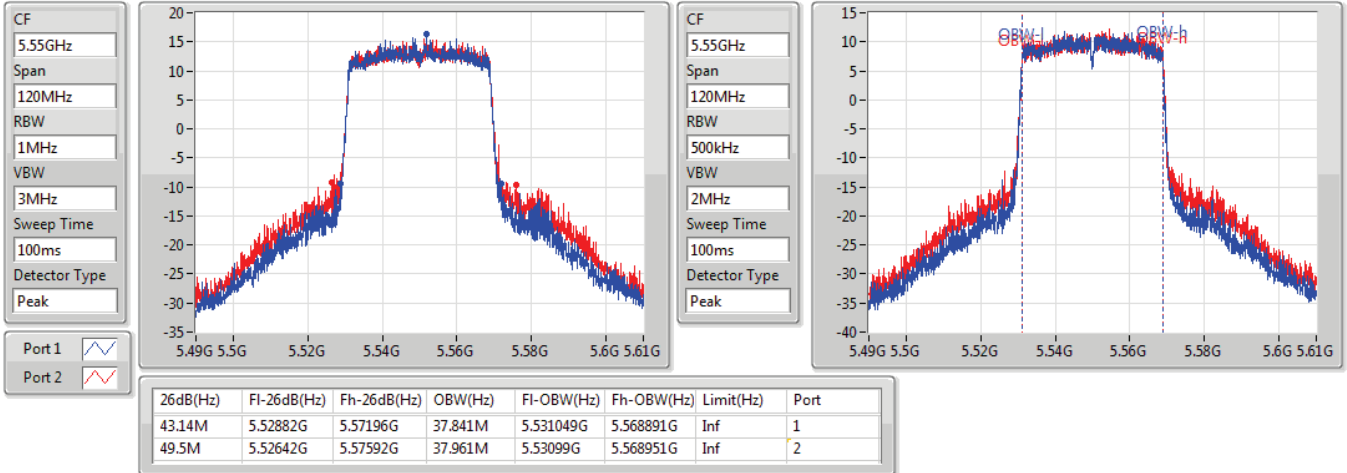 CF
5.55GHz
Span
120MHz
RBW
1MHz
VBW
3MHz
Sweep Time
100ms
Detector Type
Peak
Port 1
Port 2
20
15
10
5
0
-5
-10
-15
-20
-25
-30
-35
5.49G 5.5G 5.52G 5.54G 5.56G 5.58G 5.6G 5.61G
CF
5.55GHz
Span
120MHz
RBW
500kHz
VBW
2MHz
Sweep Time
100ms
Detector Type
Peak
15
10
5
0
-5
-10
-15
-20
-25
-30
-35
-40
OBW-l OBW-h
5.49G 5.5G 5.52G 5.54G 5.56G 5.58G 5.6G 5.61G
26dB(Hz) Fl-26dB(Hz) Fh-26dB(Hz) OBW(Hz) Fl-OBW(Hz) Fh-OBW(Hz) Limit(Hz) Port
43.14M 5.52882G 5.57196G 37.841M 5.531049G 5.568891G Inf 1
49.5M 5.52642G 5.57592G 37.961M 5.53099G 5.568951G Inf 2